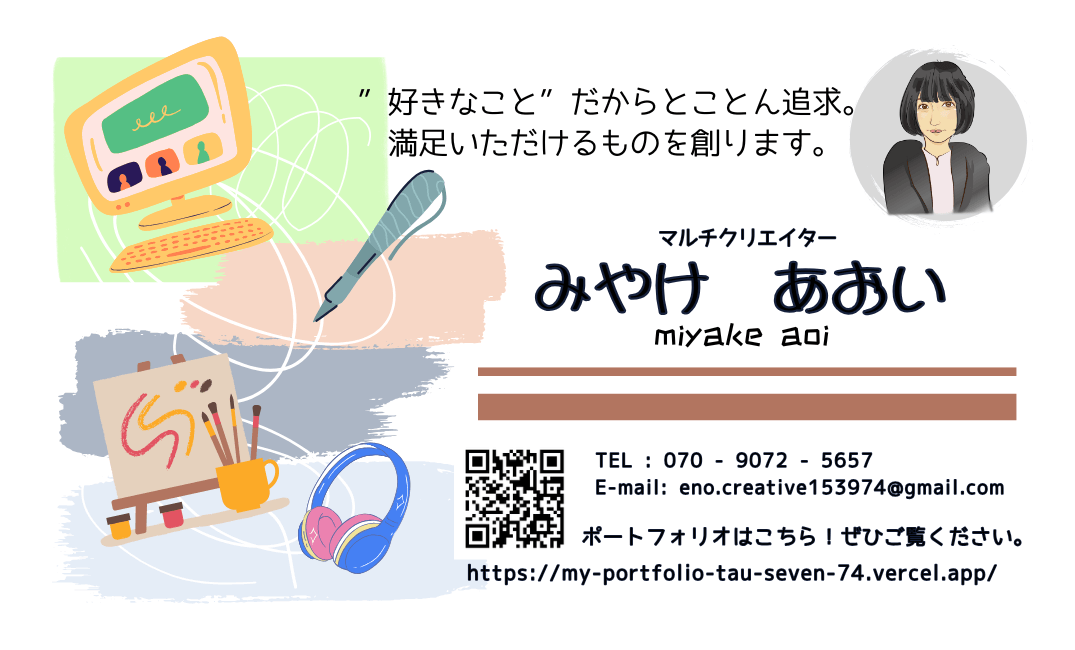 ”好きなこと”だからとことん追求。
満足いただけるものを創ります。
マルチクリエイター
みやけ　あおい
miyake aoi
TEL : 070 - 9072 - 5657
E-mail: eno.creative153974@gmail.com
ポートフォリオはこちら！ぜひご覧ください。
https://my-portfolio-tau-seven-74.vercel.app/